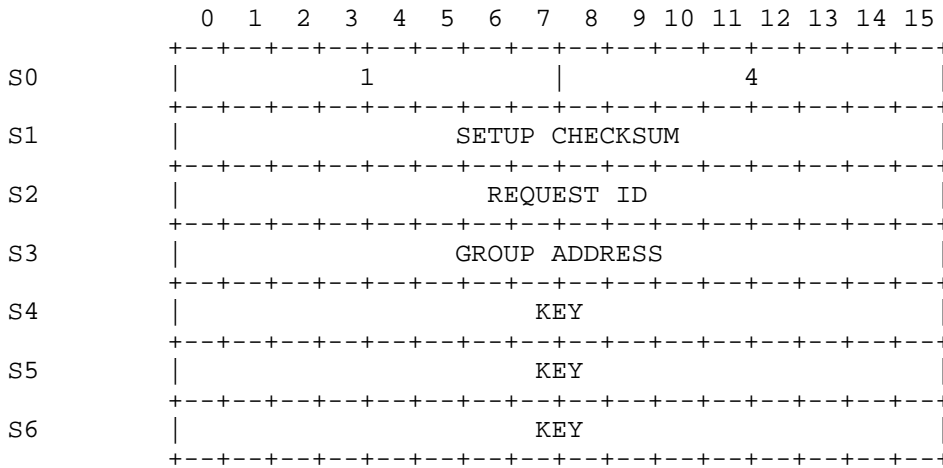 0 1 2 3 4 5 6 7 8 9 10 11 12 13 14 15
+--+--+--+--+--+--+--+--+--+--+--+--+--+--+--+--+
S0 | 1 | 4 |
+--+--+--+--+--+--+--+--+--+--+--+--+--+--+--+--+
S1 | SETUP CHECKSUM |
+--+--+--+--+--+--+--+--+--+--+--+--+--+--+--+--+
S2 | REQUEST ID |
+--+--+--+--+--+--+--+--+--+--+--+--+--+--+--+--+
S3 | GROUP ADDRESS |
+--+--+--+--+--+--+--+--+--+--+--+--+--+--+--+--+
S4 | KEY |
+--+--+--+--+--+--+--+--+--+--+--+--+--+--+--+--+
S5 | KEY |
+--+--+--+--+--+--+--+--+--+--+--+--+--+--+--+--+
S6 | KEY |
+--+--+--+--+--+--+--+--+--+--+--+--+--+--+--+--+